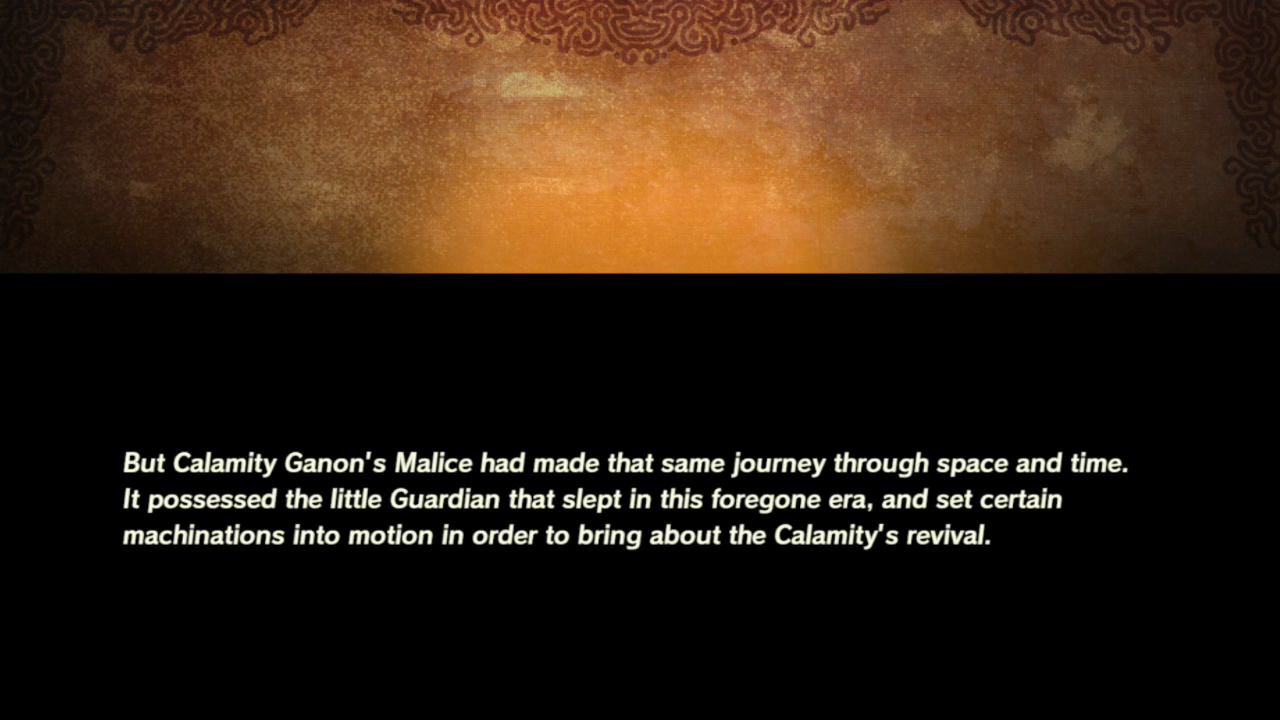 But Calamity Ganon's Malice had made that same journey through space and time.
It possessed the little Guardian that slept in this foregone era, and set certain
machinations into motion in order to bring about the Calamity's revival.